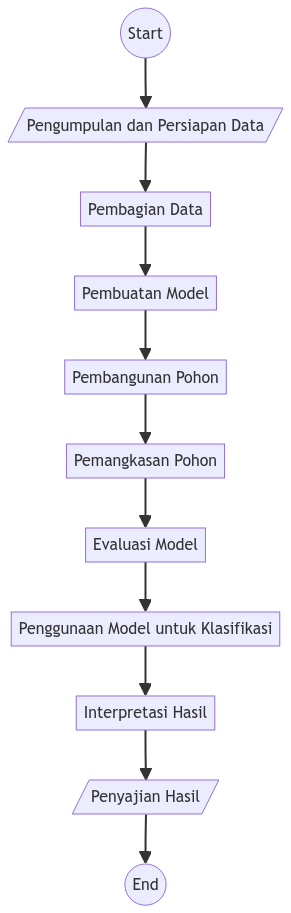 Start
Pengumpulan dan Persiapan Data
Pembagian Data
Pembuatan Model
Pembangunan Pohon
Pemangkasan Pohon
Evaluasi Model
Penggunaan Model untuk Klasifikasi
Interpretasi Hasil
Penyajian Hasil
End